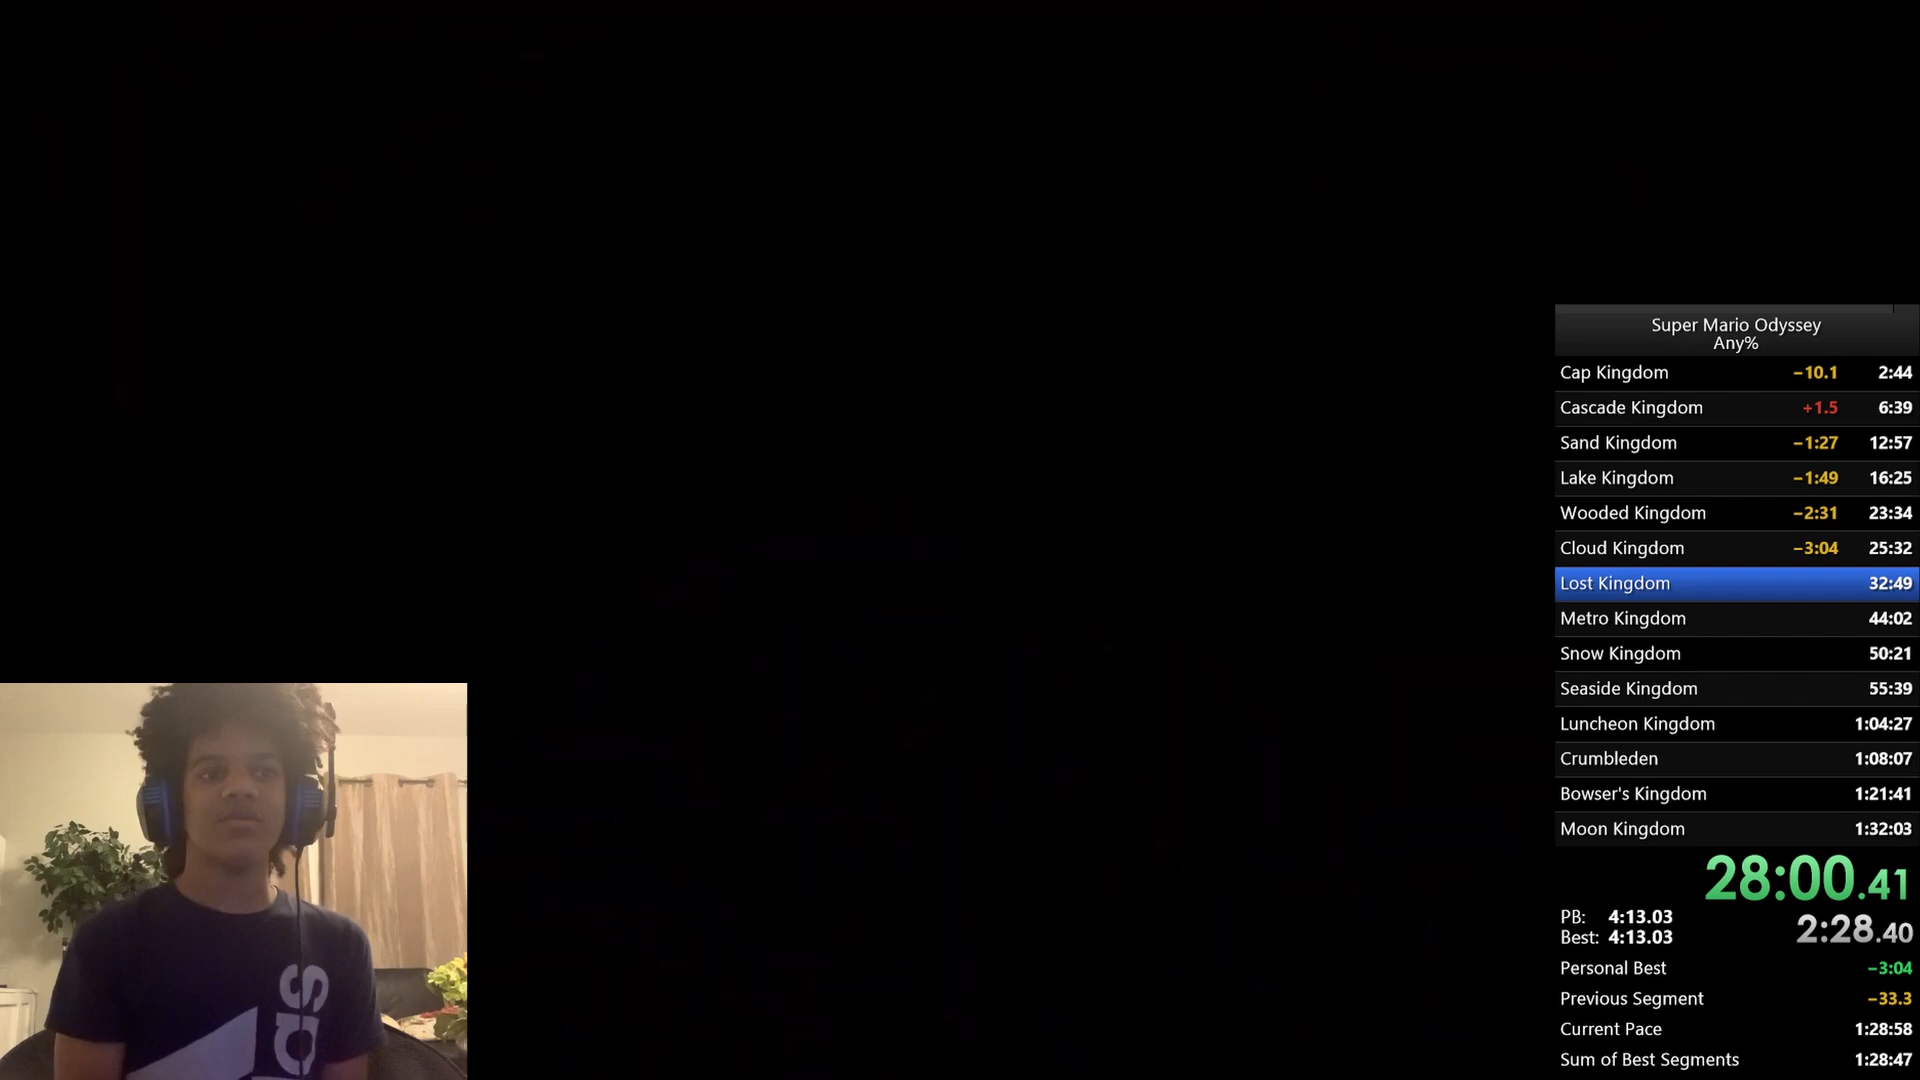 Super Mario Odyssey
Any%
Cap Kingdom −10.1 2:44
Cascade Kingdom +1.5 6:39
Sand Kingdom −1:27 12:57
Lake Kingdom −1:49 16:25
Wooded Kingdom −2:31 23:34
Cloud Kingdom −3:04 25:32
Lost Kingdom 32:49
Metro Kingdom 44:02
Snow Kingdom 50:21
Seaside Kingdom 55:39
Luncheon Kingdom 1:04:27
Crumbleden 1:08:07
Bowser's Kingdom 1:21:41
Moon Kingdom 1:32:03
28:00.41
PB: 4:13.03
Best: 4:13.03
2:28.40
Personal Best −3:04
Previous Segment −33.3
Current Pace 1:28:58
Sum of Best Segments 1:28:47